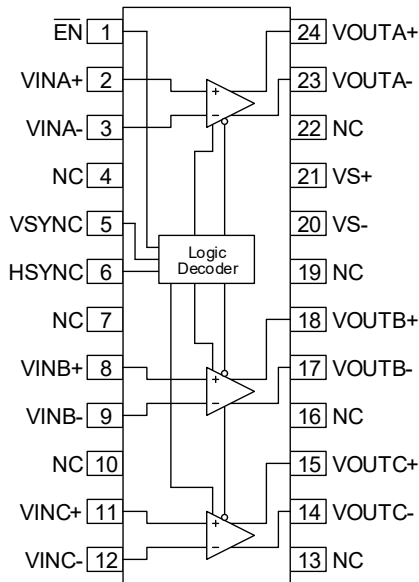 EN 1
VINA+ 2
VINA- 3
NC 4
VSYNC 5
HSYNC 6
NC 7
VINB+ 8
VINB- 9
NC 10
VINC+ 11
VINC- 12
+
-
Logic
Decoder
+
-
+
-
24 VOUTA+
23 VOUTA-
22 NC
21 VS+
20 VS-
19 NC
18 VOUTB+
17 VOUTB-
16 NC
15 VOUTC+
14 VOUTC-
13 NC